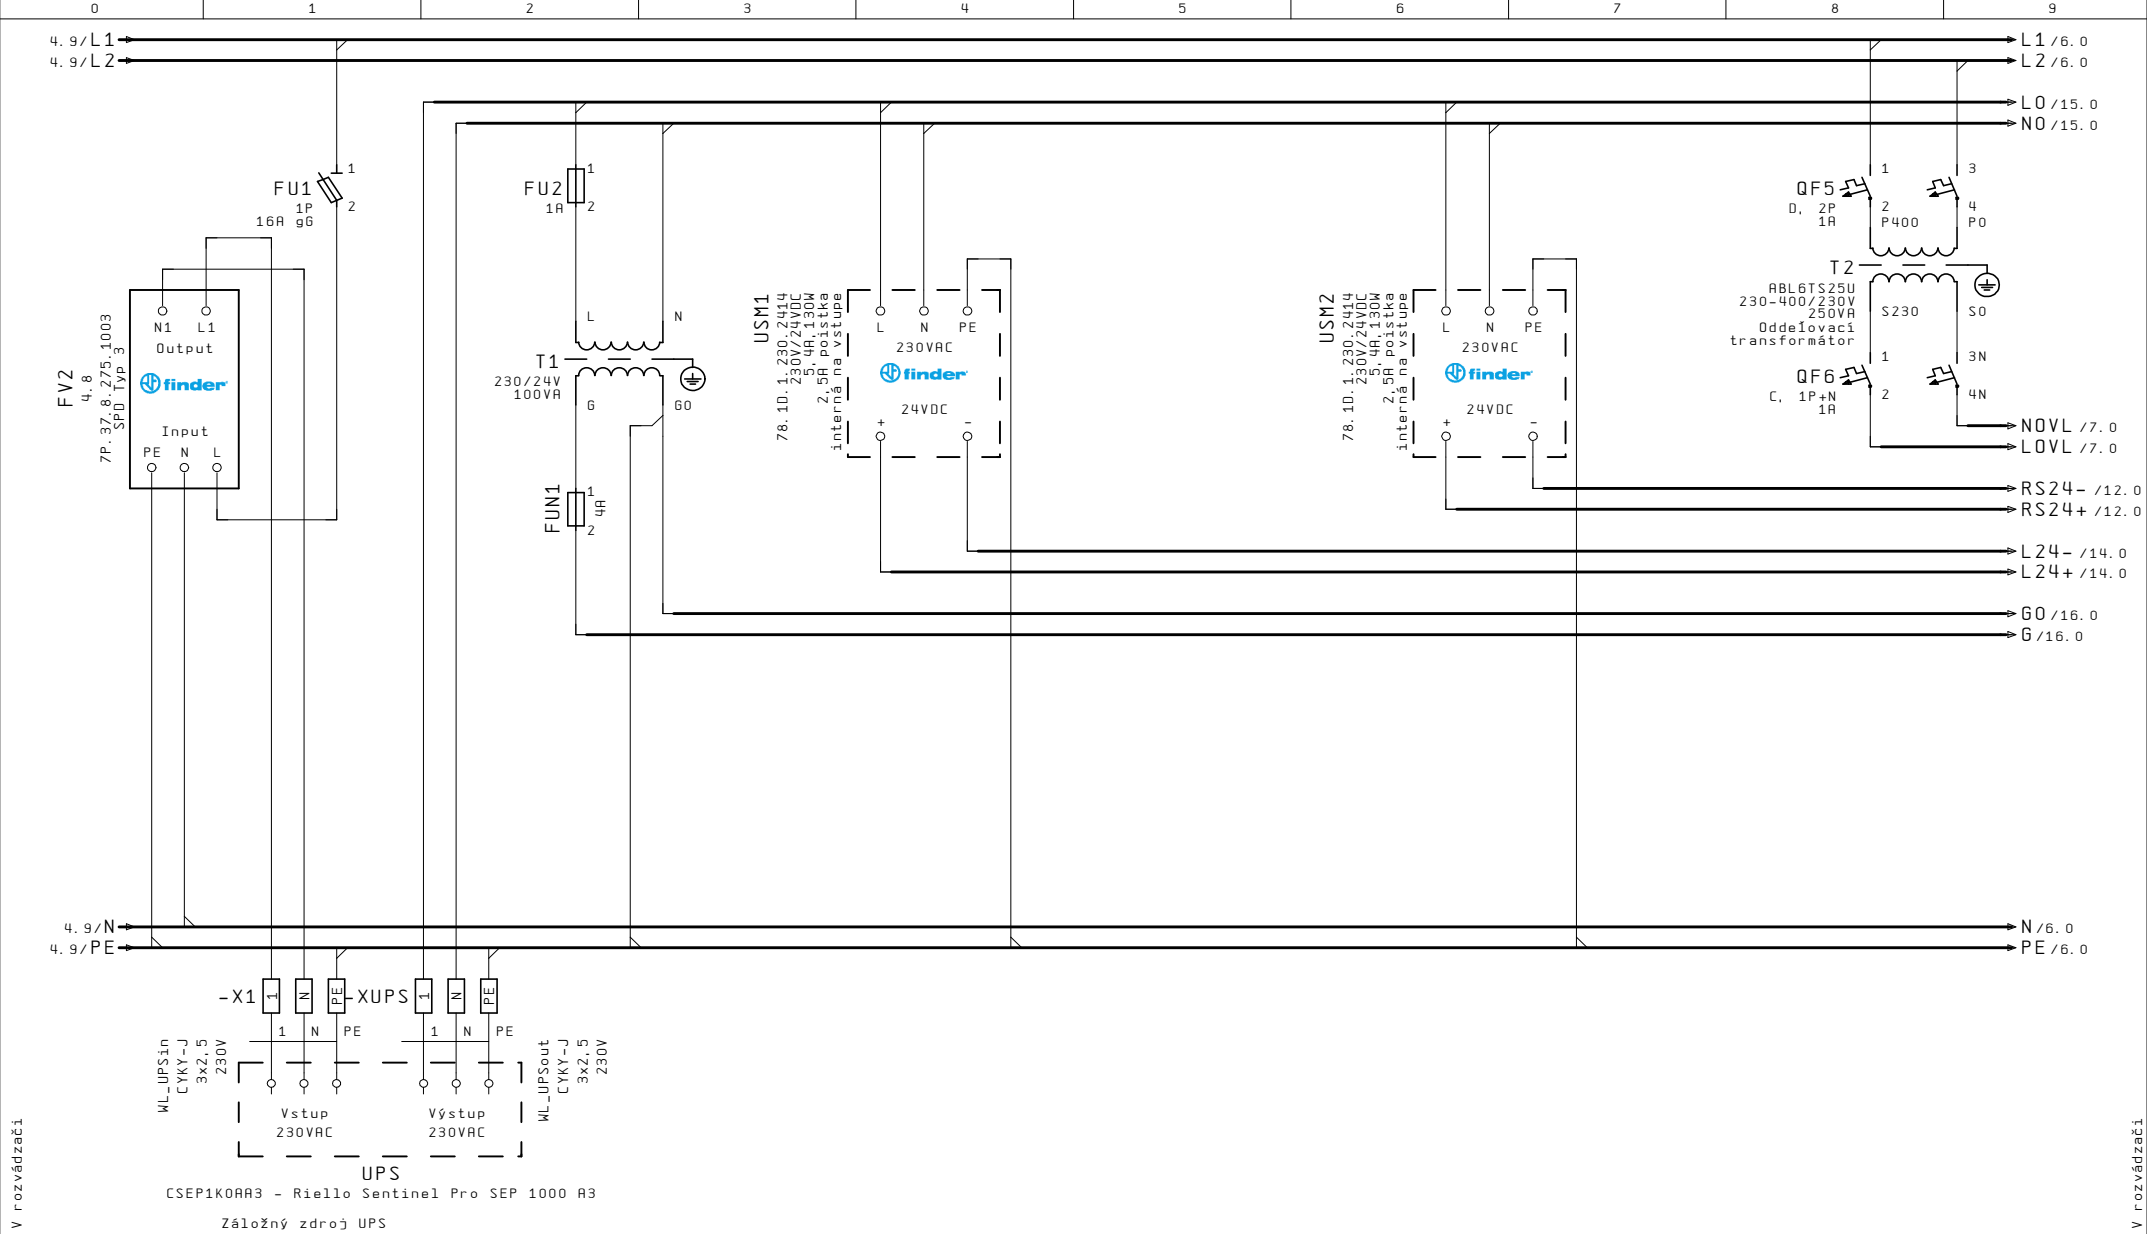 0 1 2 3 4 5 6 7 8 9
4.9/L1
L1/6.0
4.9/L2
L2/6.0
L0/15.0
N0/15.0
FU1
1P
16A gG
1
2
FU2
1A
1
2
QF5
D, 2P
1A
1
2
P400
3
4
P0
FV2
4.8
7P.37.8.275.1003
SPD Typ 3
N1 L1
Output
finder
Input
PE N L
L N
T1
230/24V
100VA
G G0
FUN1
4A
1
2
USM1
78.1D.1.230.2414
230V/24VDC
5,4A,130W
2,5A poistka
interná na vstupe
L N PE
230VAC
finder
24VDC
+ -
USM2
78.1D.1.230.2414
230V/24VDC
5,4A,130W
2,5A poistka
interná na vstupe
L N PE
230VAC
finder
24VDC
+ -
T2
ABL6TS25U
230-400/230V
250VA
Oddeľovací
transformátor
S230 S0
QF6
C, 1P+N
1A
1
2
3N
4N
N0VL/7.0
L0VL/7.0
RS24-/12.0
RS24+/12.0
L24-/14.0
L24+/14.0
G0/16.0
G/16.0
4.9/N
N/6.0
4.9/PE
PE/6.0
-X1 1 N PE
-XUPS 1 N PE
1 N PE
1 N PE
WL_UPSin
CYKY-J
3x2,5
230V
WL_UPSout
CYKY-J
3x2,5
230V
Vstup
230VAC
Výstup
230VAC
UPS
CSEP1K0AA3 - Riello Sentinel Pro SEP 1000 A3
Záložný zdroj UPS
V rozvádzači
V rozvádzači